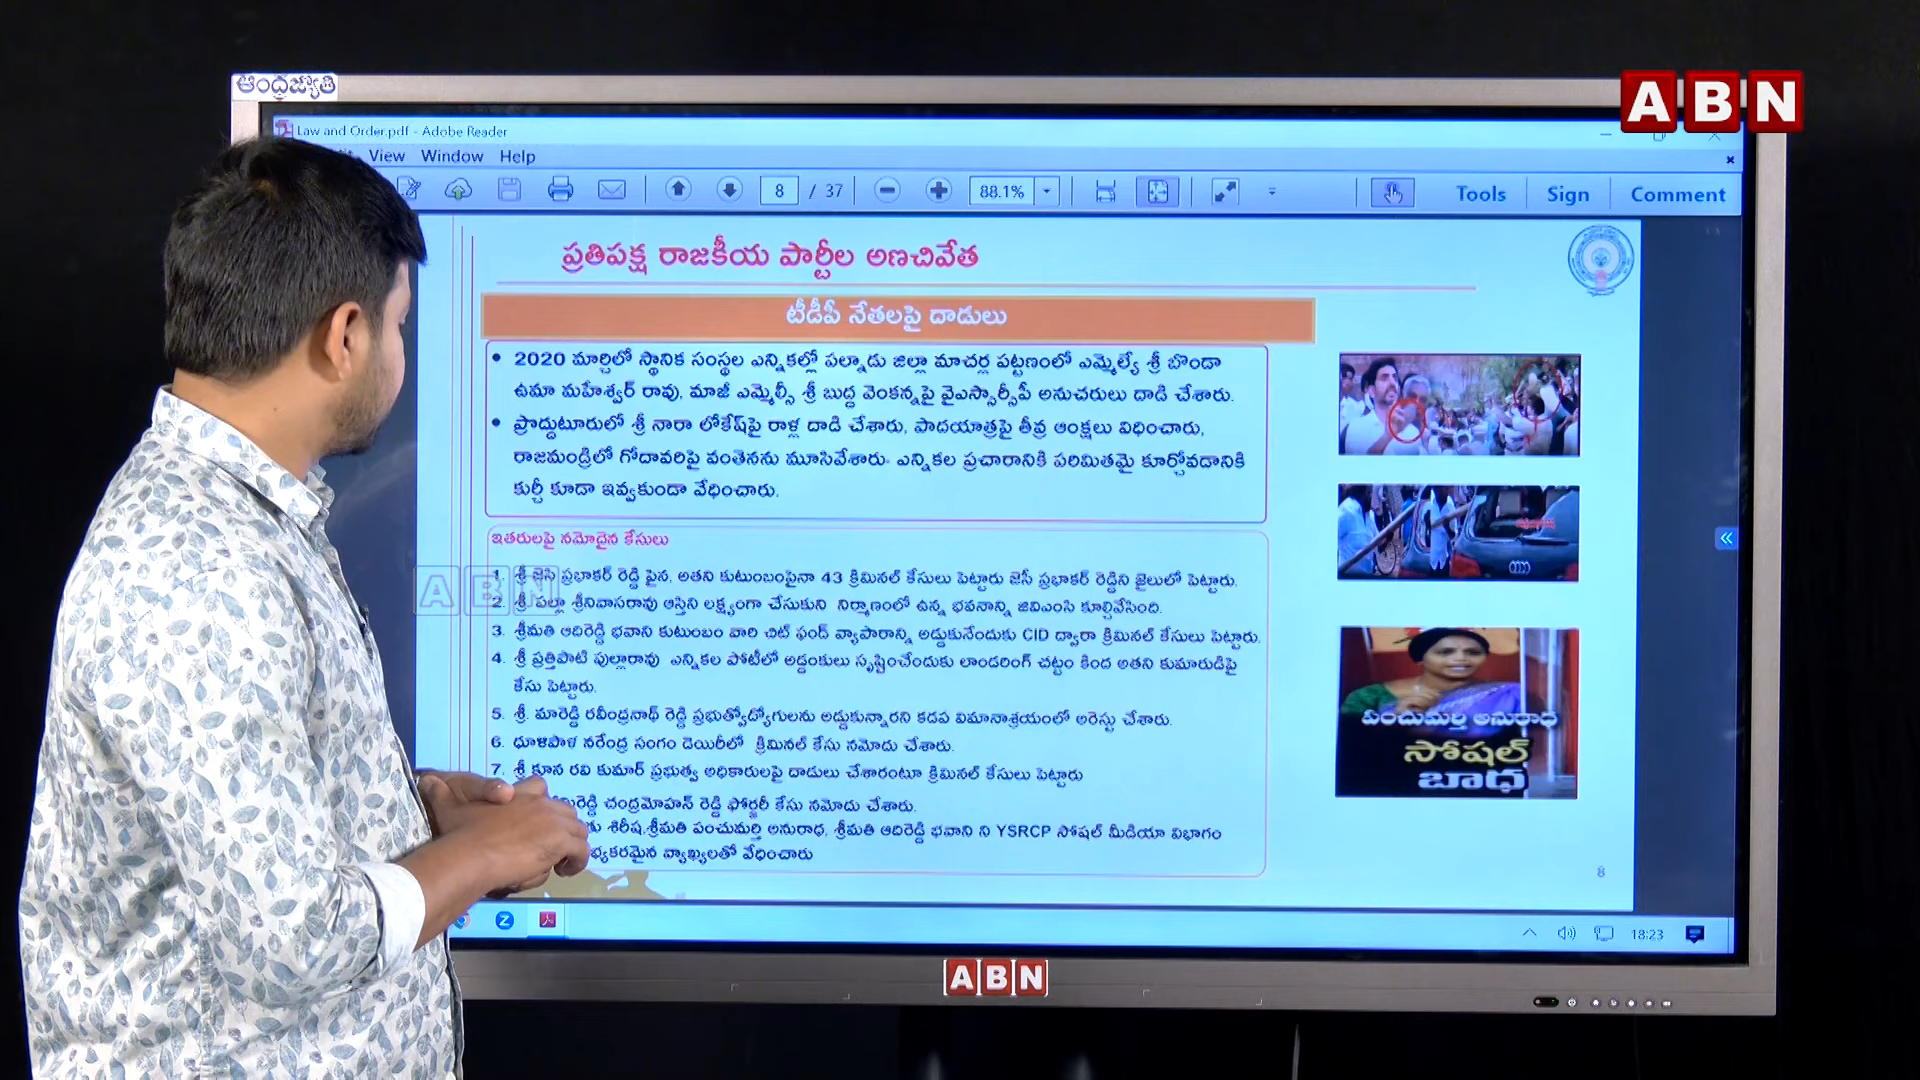 ఆంధ్రజ్యోతి
ABN
Law and Order.pdf - Adobe Reader
View Window Help
8 / 37 88.1% Tools Sign Comment
ప్రతిపక్ష రాజకీయ పార్టీల అణచివేత
టీడీపీ నేతలపై దాడులు
• 2020 మార్చిలో స్థానిక సంస్థల ఎన్నికల్లో పల్నాడు జిల్లా మాచర్ల పట్టణంలో ఎమ్మెల్యే శ్రీ బొండా
ఉమా మహేశ్వర్ రావు, మాజీ ఎమ్మెల్సీ శ్రీ బుద్ద వెంకన్నపై వైఎస్సార్సీపీ అనుచరులు దాడి చేశారు.
• ప్రొద్దుటూరులో శ్రీ నారా లోకేష్‌పై రాళ్ల దాడి చేశారు, పాదయాత్రపై తీవ్ర ఆంక్షలు విధించారు,
రాజమండ్రిలో గోదావరిపై వంతెనను మూసివేశారు- ఎన్నికల ప్రచారానికి పరిమితమై కూర్చోవడానికి
కుర్చీ కూడా ఇవ్వకుండా వేధించారు.
ఇతరులపై నమోదైన కేసులు
1. శ్రీ జెసి ప్రభాకర్ రెడ్డి పైన, అతని కుటుంబంపైనా 43 క్రిమినల్ కేసులు పెట్టారు జెసీ ప్రభాకర్ రెడ్డిని జైలులో పెట్టారు.
2. శ్రీ పల్లా శ్రీనివాసరావు ఆస్తిని లక్ష్యంగా చేసుకుని నిర్మాణంలో ఉన్న భవనాన్ని జివిఎంసి కూల్చివేసింది.
3. శ్రీమతి ఆదిరెడ్డి భవాని కుటుంబం వారి చిట్ ఫండ్ వ్యాపారాన్ని అడ్డుకునేందుకు CID ద్వారా క్రిమినల్ కేసులు పెట్టారు.
4. శ్రీ ప్రత్తిపాటి పుల్లారావు ఎన్నికల పోటీలో అడ్డంకులు సృష్టించేందుకు లాండరింగ్ చట్టం కింద అతని కుమారుడిపై
కేసు పెట్టారు.
5. శ్రీ. మారెడ్డి రవీంద్రనాథ్ రెడ్డి ప్రభుత్వోద్యోగులను అడ్డుకున్నారని కడప విమానాశ్రయంలో అరెస్టు చేశారు.
6. ధూళిపాళ నరేంద్ర సంగం డెయిరీలో క్రిమినల్ కేసు నమోదు చేశారు.
7. శ్రీ కూన రవి కుమార్ ప్రభుత్వ అధికారులపై దాడులు చేశారంటూ క్రిమినల్ కేసులు పెట్టారు
చంద్రమోహన్ రెడ్డి ఫోర్జరీ కేసు నమోదు చేశారు.
శిరీష,శ్రీమతి పంచుమర్తి అనురాధ, శ్రీమతి ఆదిరెడ్డి భవాని ని YSRCP సోషల్ మీడియా విభాగం
వ్యాఖ్యలతో వేధించారు
పంచుమర్తి అనురాధ
సోషల్
బాధ
8
ABN
18:23
ABN